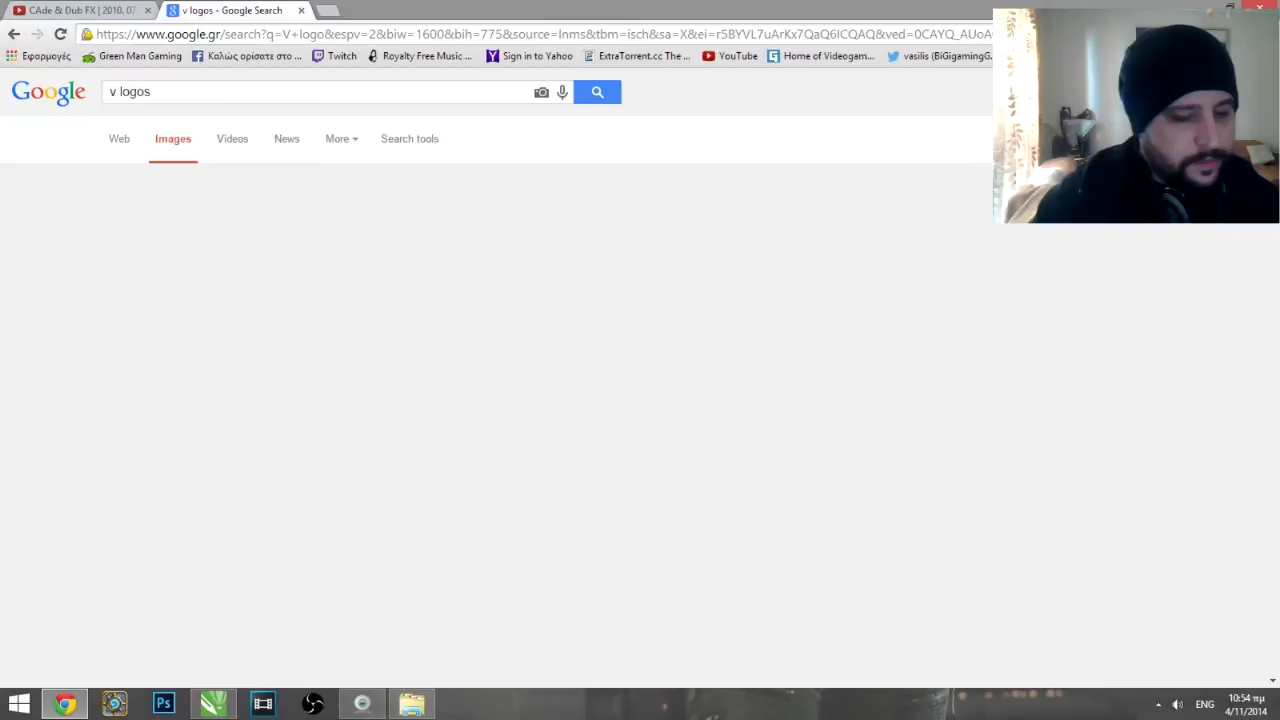 CAde & Dub FX | 2010. 07
v logos - Google Search
https://www.google.gr/search?q=V+logo&espv=2&biw=1600&bih=775&source=lnms&tbm=isch&sa=X&ei=r5BYVL7uArKx7QaQ6ICQAQ&ved=0CAYQ_AUoA
Εφαρμογές
Green Man Gaming
Καλώς ορίσατε στο ...
Twitch
Royalty Free Music ...
Sign in to Yahoo
ExtraTorrent.cc The ...
YouTube
Home of Videogam...
vasilis (BiGigamingG
Google
v logos
Web
Images
Videos
News
More
Search tools
Ps
ENG
10:54 πμ
4/11/2014